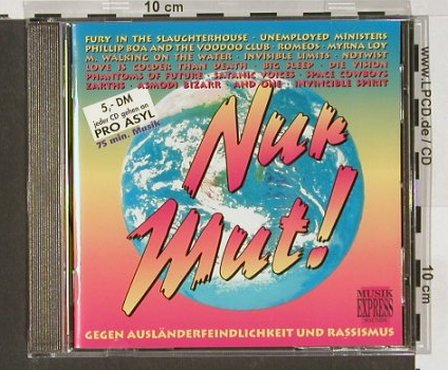 10 cm
FURY IN THE SLAUGHTERHOUSE · UNEMPLOYED MINISTERS
PHILLIP BOA AND THE VOODOO CLUB · ROMEOS · MYRNA LOY
M. WALKING ON THE WATER · INVISIBLE LIMITS · NDTWIST
LOVE IS COLDER THAN DEATH · BIG SLEEP · DIE VISION
PHANTOMS OF FUTURE · SATANIC VOICES · SPACE COWBOYS
ZARTHS · ASMODI BIZARR · AND ONE · INVINCIBLE SPIRIT
5,- DM
jeder CD gehen an
PRO ASYL
75 min. Musik
Nur
Mut!
MUSIK
EXPRESS
GEGEN AUSLÄNDERFEINDLICHKEIT UND RASSISMUS
www.LPCD.de / CD
10 cm
10 cm